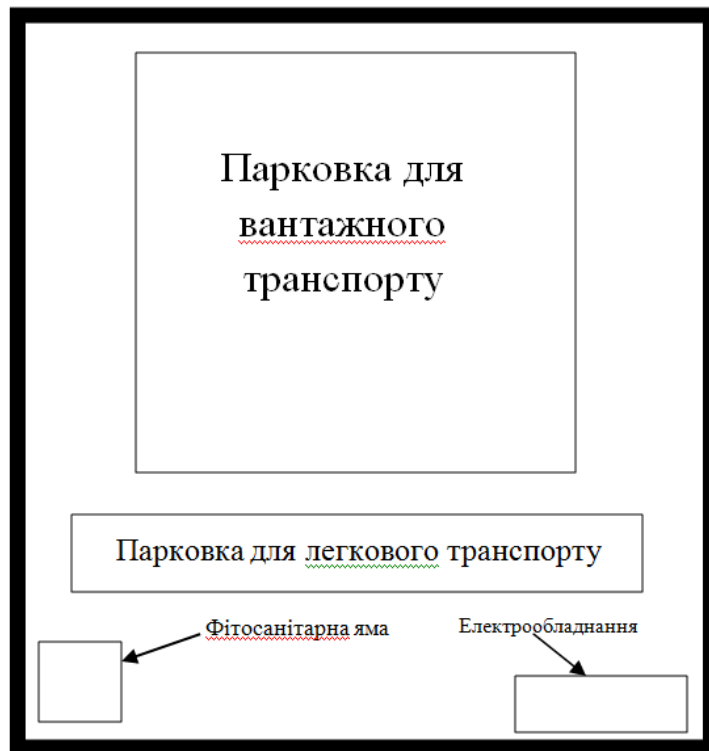 Парковка для
вантажного
транспорту
Парковка для легкового транспорту
Фітосанітарна яма
Електрообладнання